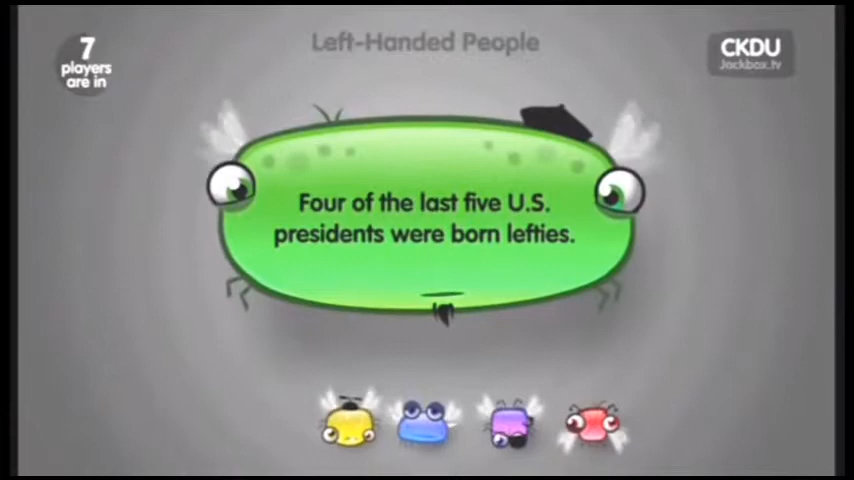 7
players
are in
Left-Handed People
CKDU
Jackbox.tv
Four of the last five U.S.
presidents were born lefties.